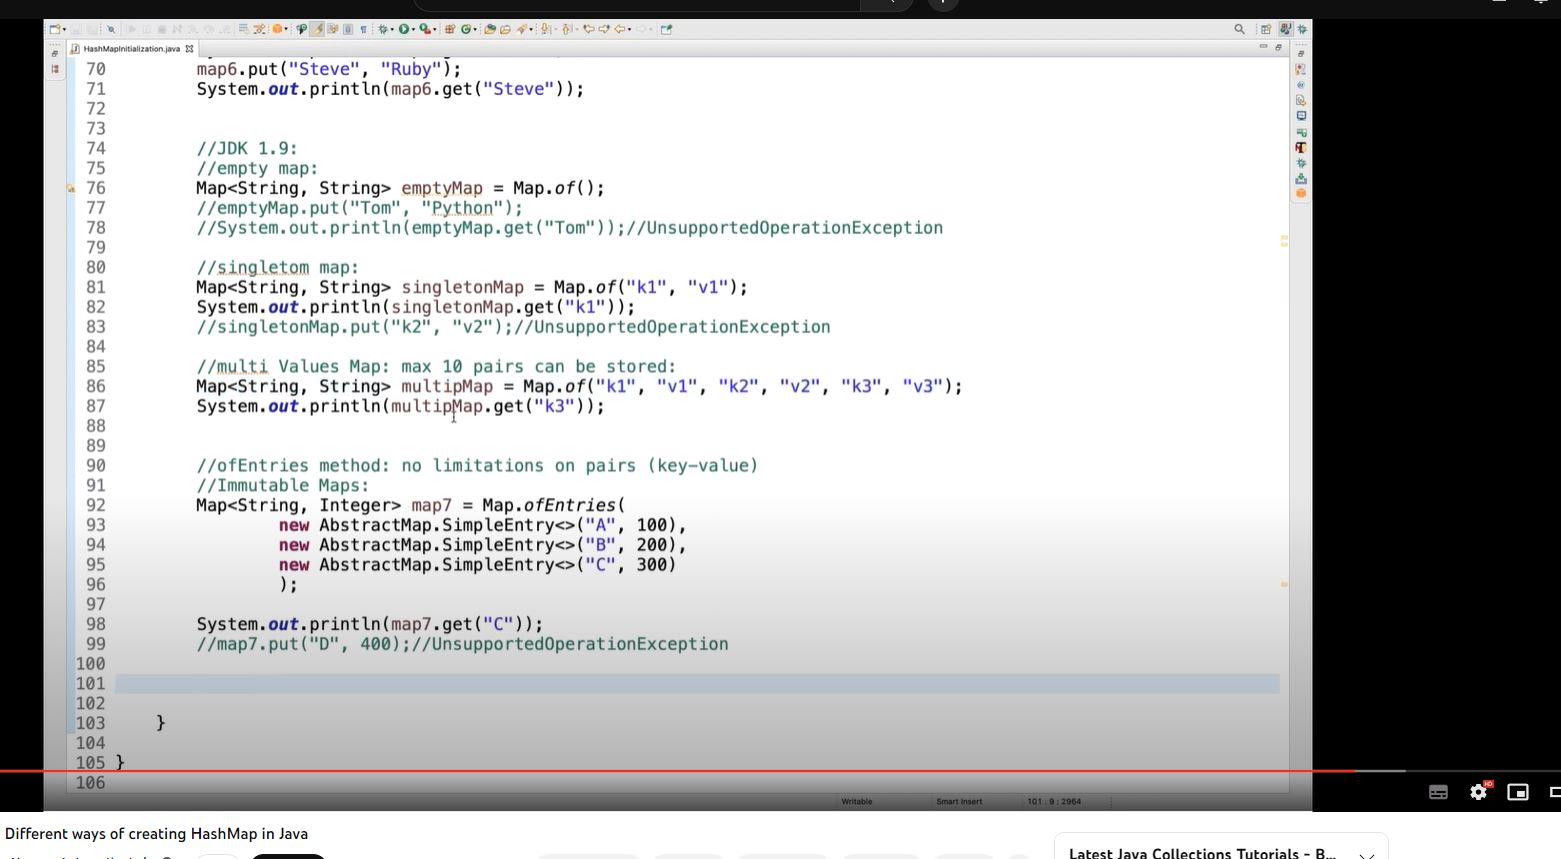 HashMapInitialization.java
70 map6.put("Steve", "Ruby");
71 System.out.println(map6.get("Steve"));
72
73
74 //JDK 1.9:
75 //empty map:
76 Map<String, String> emptyMap = Map.of();
77 //emptyMap.put("Tom", "Python");
78 //System.out.println(emptyMap.get("Tom"));//UnsupportedOperationException
79
80 //singletom map:
81 Map<String, String> singletonMap = Map.of("k1", "v1");
82 System.out.println(singletonMap.get("k1"));
83 //singletonMap.put("k2", "v2");//UnsupportedOperationException
84
85 //multi Values Map: max 10 pairs can be stored:
86 Map<String, String> multipMap = Map.of("k1", "v1", "k2", "v2", "k3", "v3");
87 System.out.println(multipMap.get("k3"));
88
89
90 //ofEntries method: no limitations on pairs (key-value)
91 //Immutable Maps:
92 Map<String, Integer> map7 = Map.ofEntries(
93 new AbstractMap.SimpleEntry<>("A", 100),
94 new AbstractMap.SimpleEntry<>("B", 200),
95 new AbstractMap.SimpleEntry<>("C", 300)
96 );
97
98 System.out.println(map7.get("C"));
99 //map7.put("D", 400);//UnsupportedOperationException
100
101
102
103 }
104
105 }
106
Writable Smart Insert 101 : 9 : 2964
HD
Different ways of creating HashMap in Java
Latest Java Collections Tutorials - B...